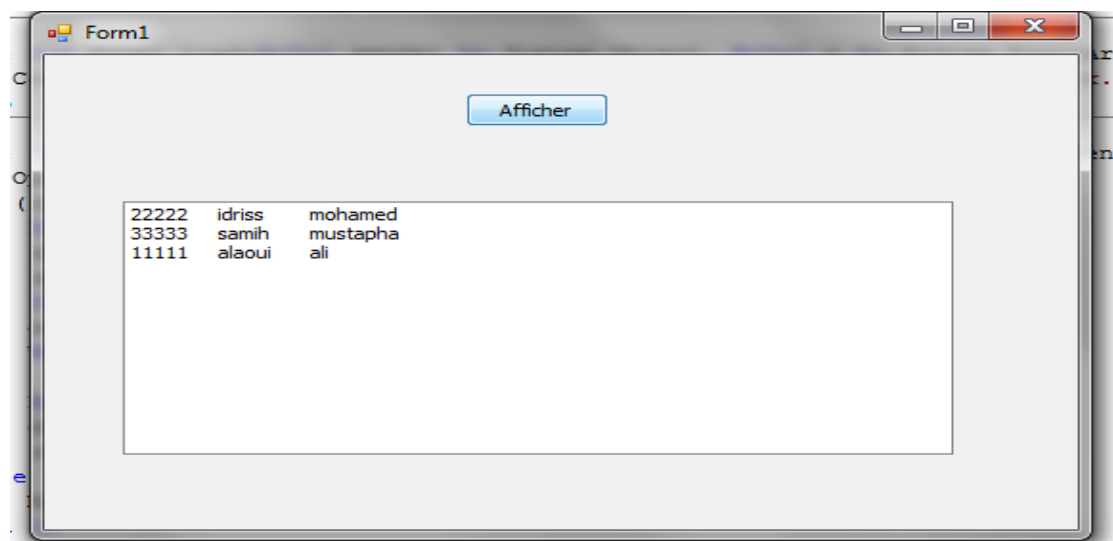 Form1
Afficher
22222 idriss mohamed
33333 samih mustapha
11111 alaoui ali